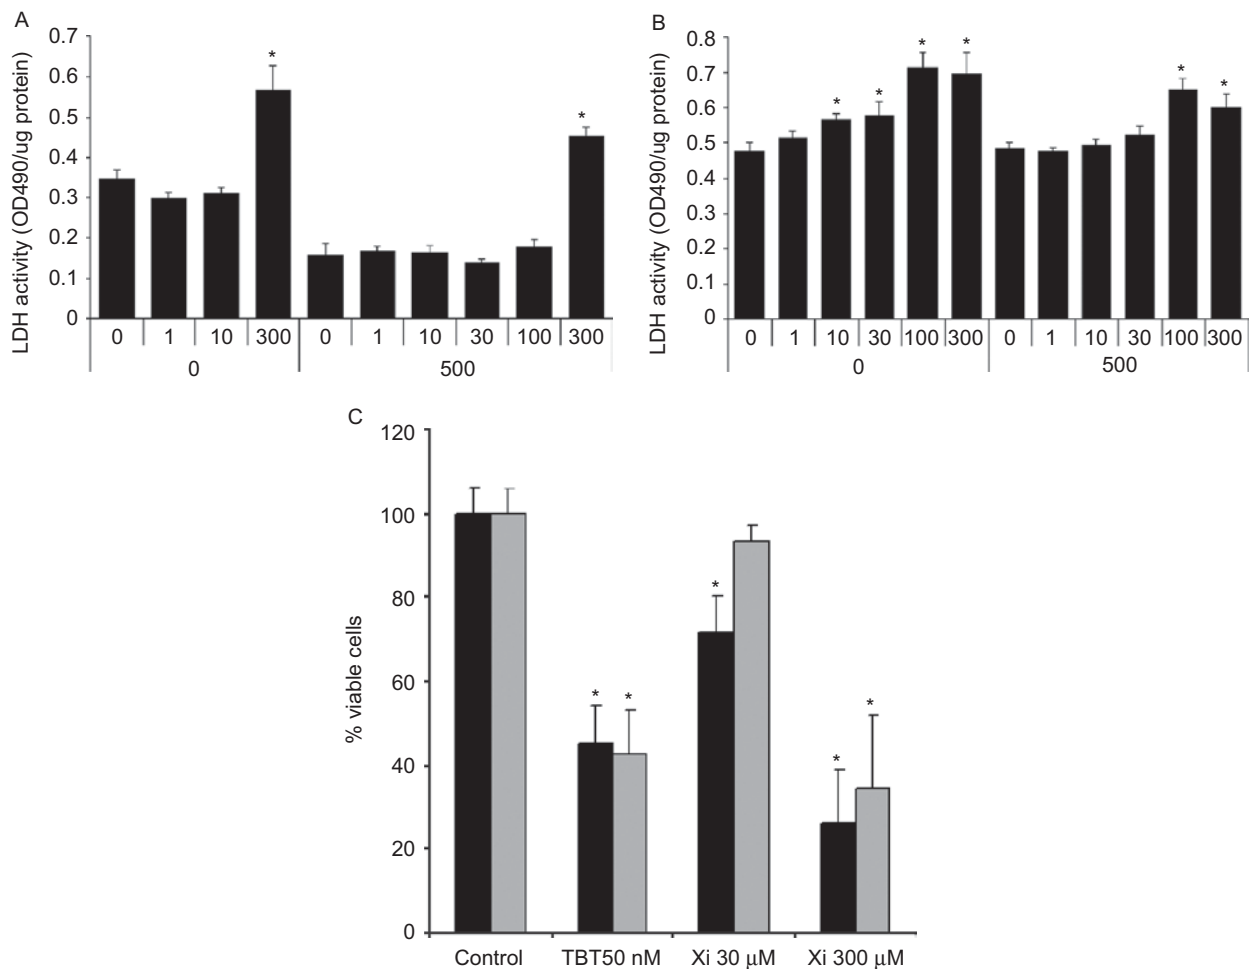 A
LDH activity (OD490/ug protein)
0.7
0.6
0.5
0.4
0.3
0.2
0.1
0
* *
0 1 10 300 0 1 10 30 100 300
0 500
B
LDH activity (OD490/ug protein)
0.8
0.7
0.6
0.5
0.4
0.3
0.2
0.1
0
* * * * * *
0 1 10 30 100 300 0 1 10 30 100 300
0 500
C
% viable cells
120
100
80
60
40
20
0
* * * * *
Control TBT50 nM Xi 30 μM Xi 300 μM